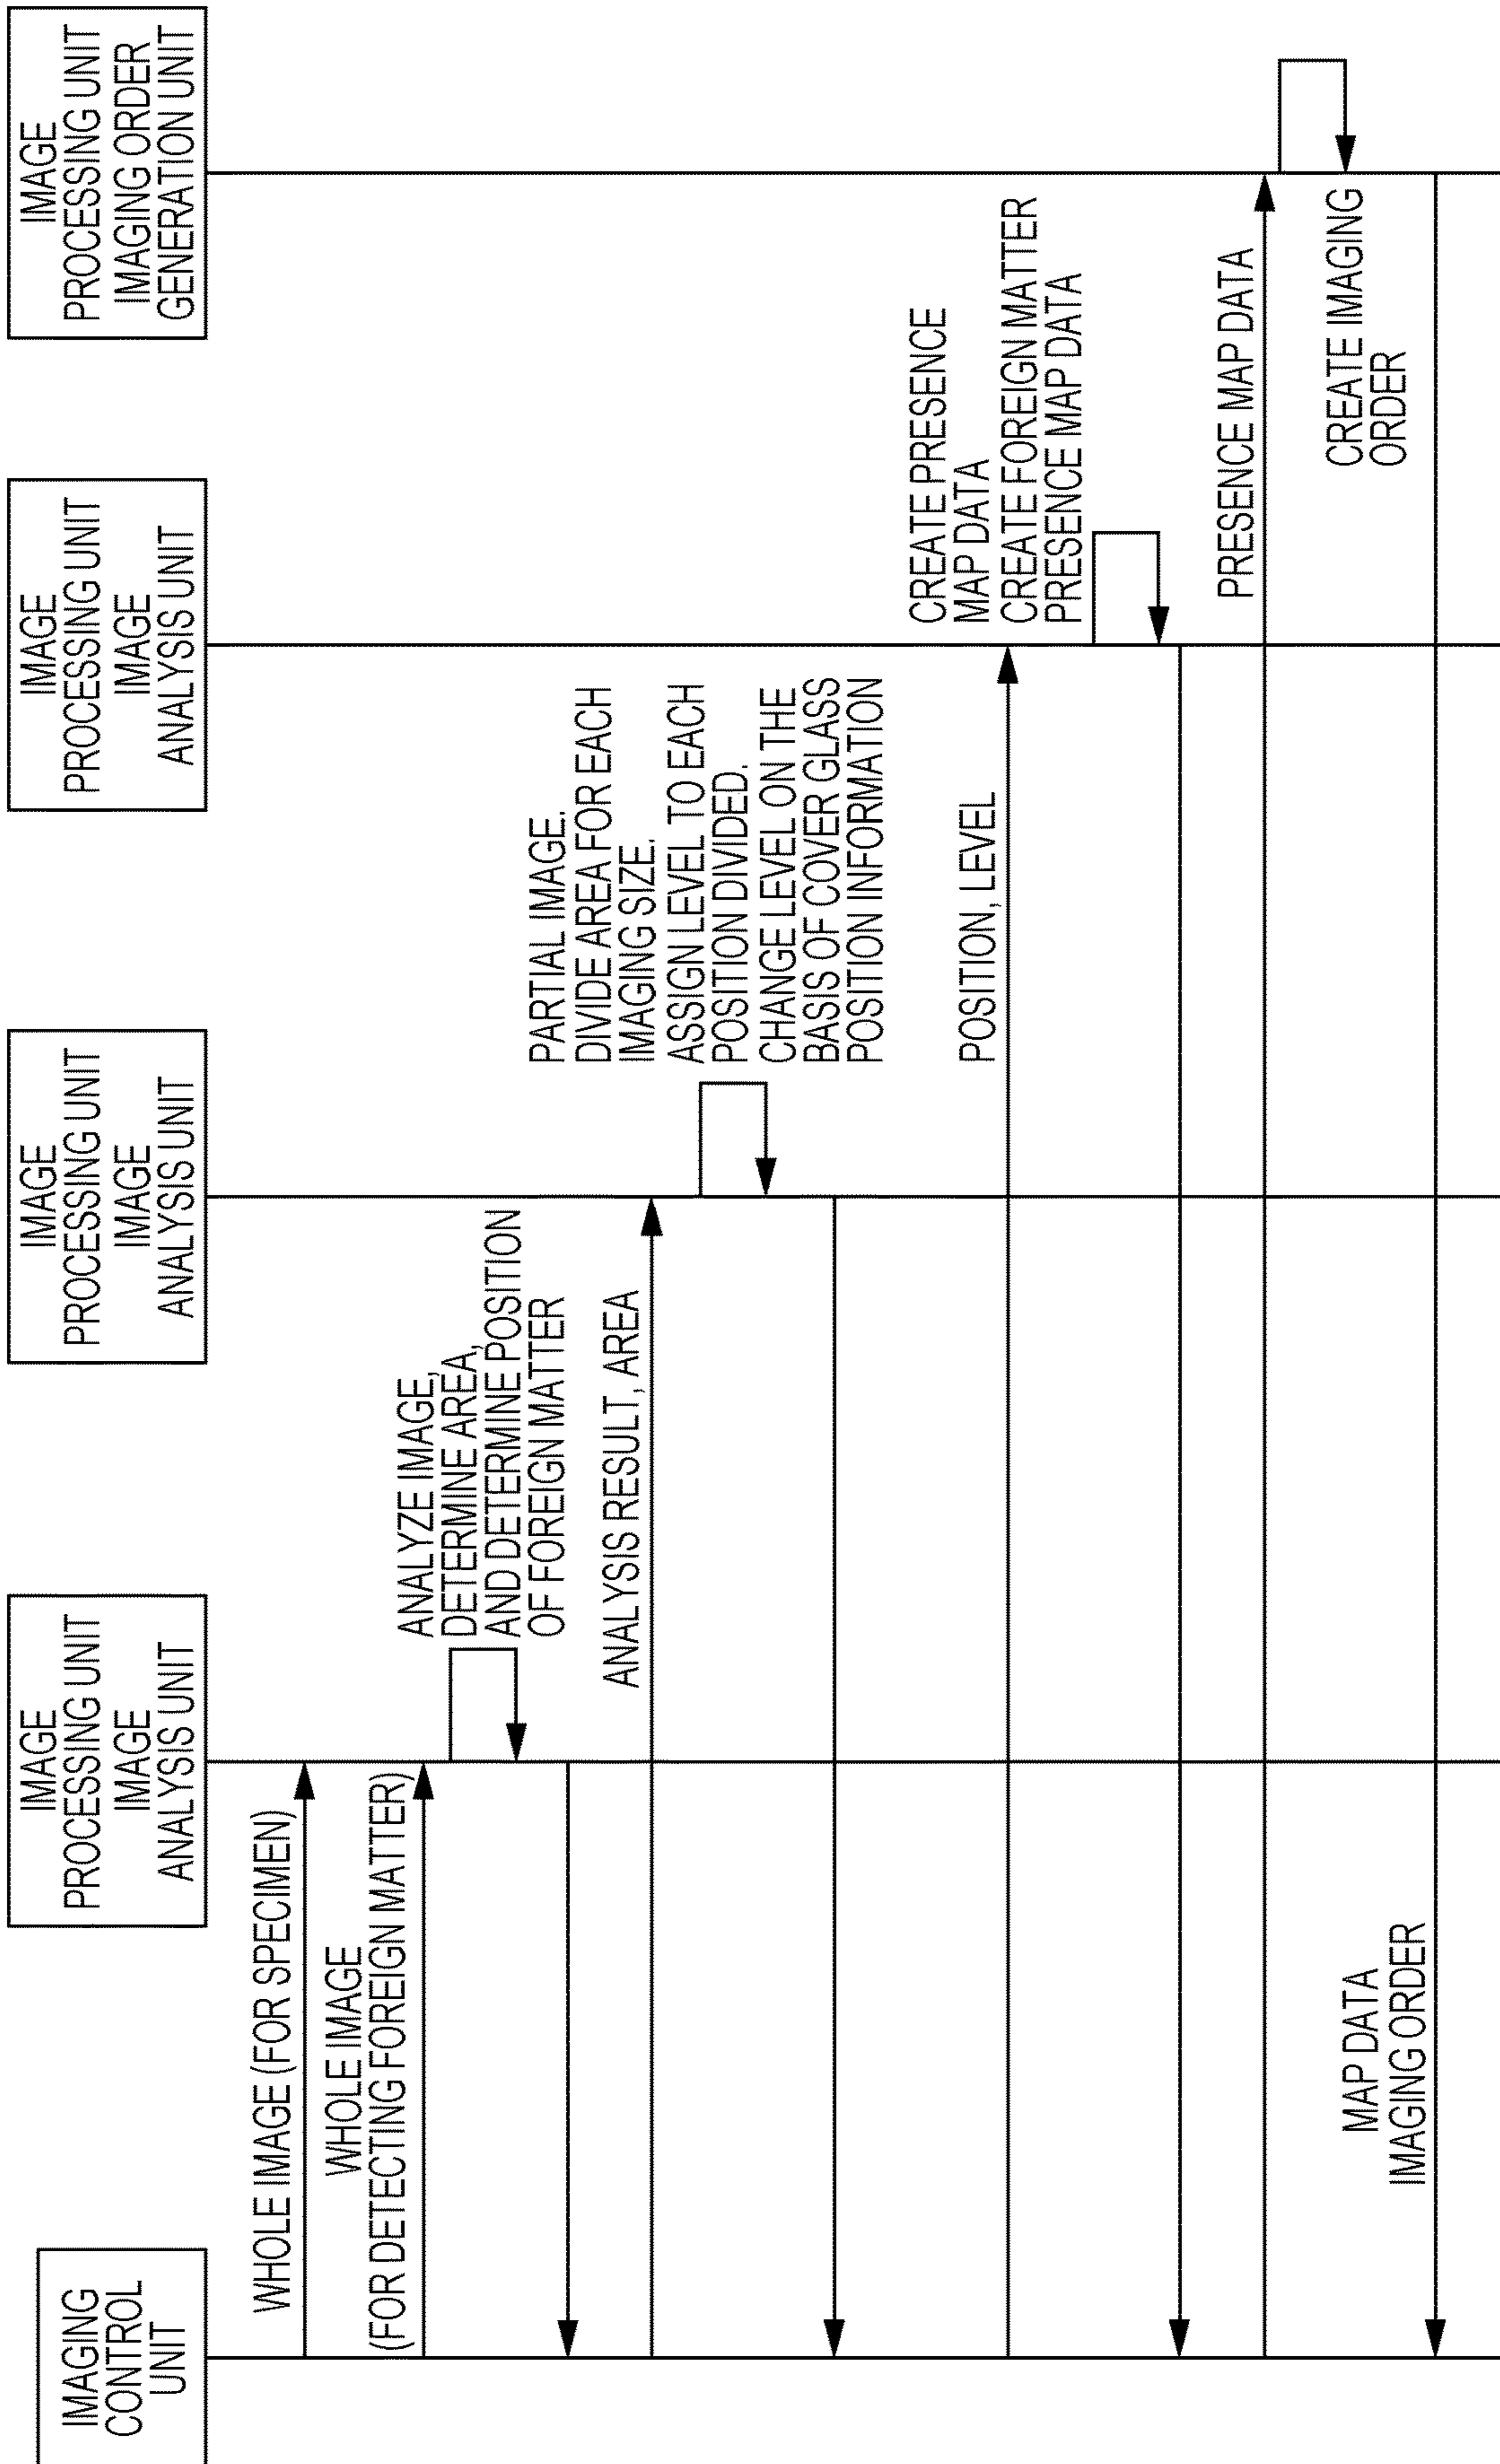 IMAGING
CONTROL
UNIT
IMAGE
PROCESSING UNIT
IMAGE
ANALYSIS UNIT
IMAGE
PROCESSING UNIT
IMAGE
ANALYSIS UNIT
IMAGE
PROCESSING UNIT
IMAGE
ANALYSIS UNIT
IMAGE
PROCESSING UNIT
IMAGING ORDER
GENERATION UNIT
WHOLE IMAGE (FOR SPECIMEN)
WHOLE IMAGE
(FOR DETECTING FOREIGN MATTER)
ANALYZE IMAGE,
DETERMINE AREA,
AND DETERMINE POSITION
OF FOREIGN MATTER
ANALYSIS RESULT, AREA
PARTIAL IMAGE.
DIVIDE AREA FOR EACH
IMAGING SIZE.
ASSIGN LEVEL TO EACH
POSITION DIVIDED.
CHANGE LEVEL ON THE
BASIS OF COVER GLASS
POSITION INFORMATION
POSITION, LEVEL
CREATE PRESENCE
MAP DATA
CREATE FOREIGN MATTER
PRESENCE MAP DATA
PRESENCE MAP DATA
CREATE IMAGING
ORDER
MAP DATA
IMAGING ORDER